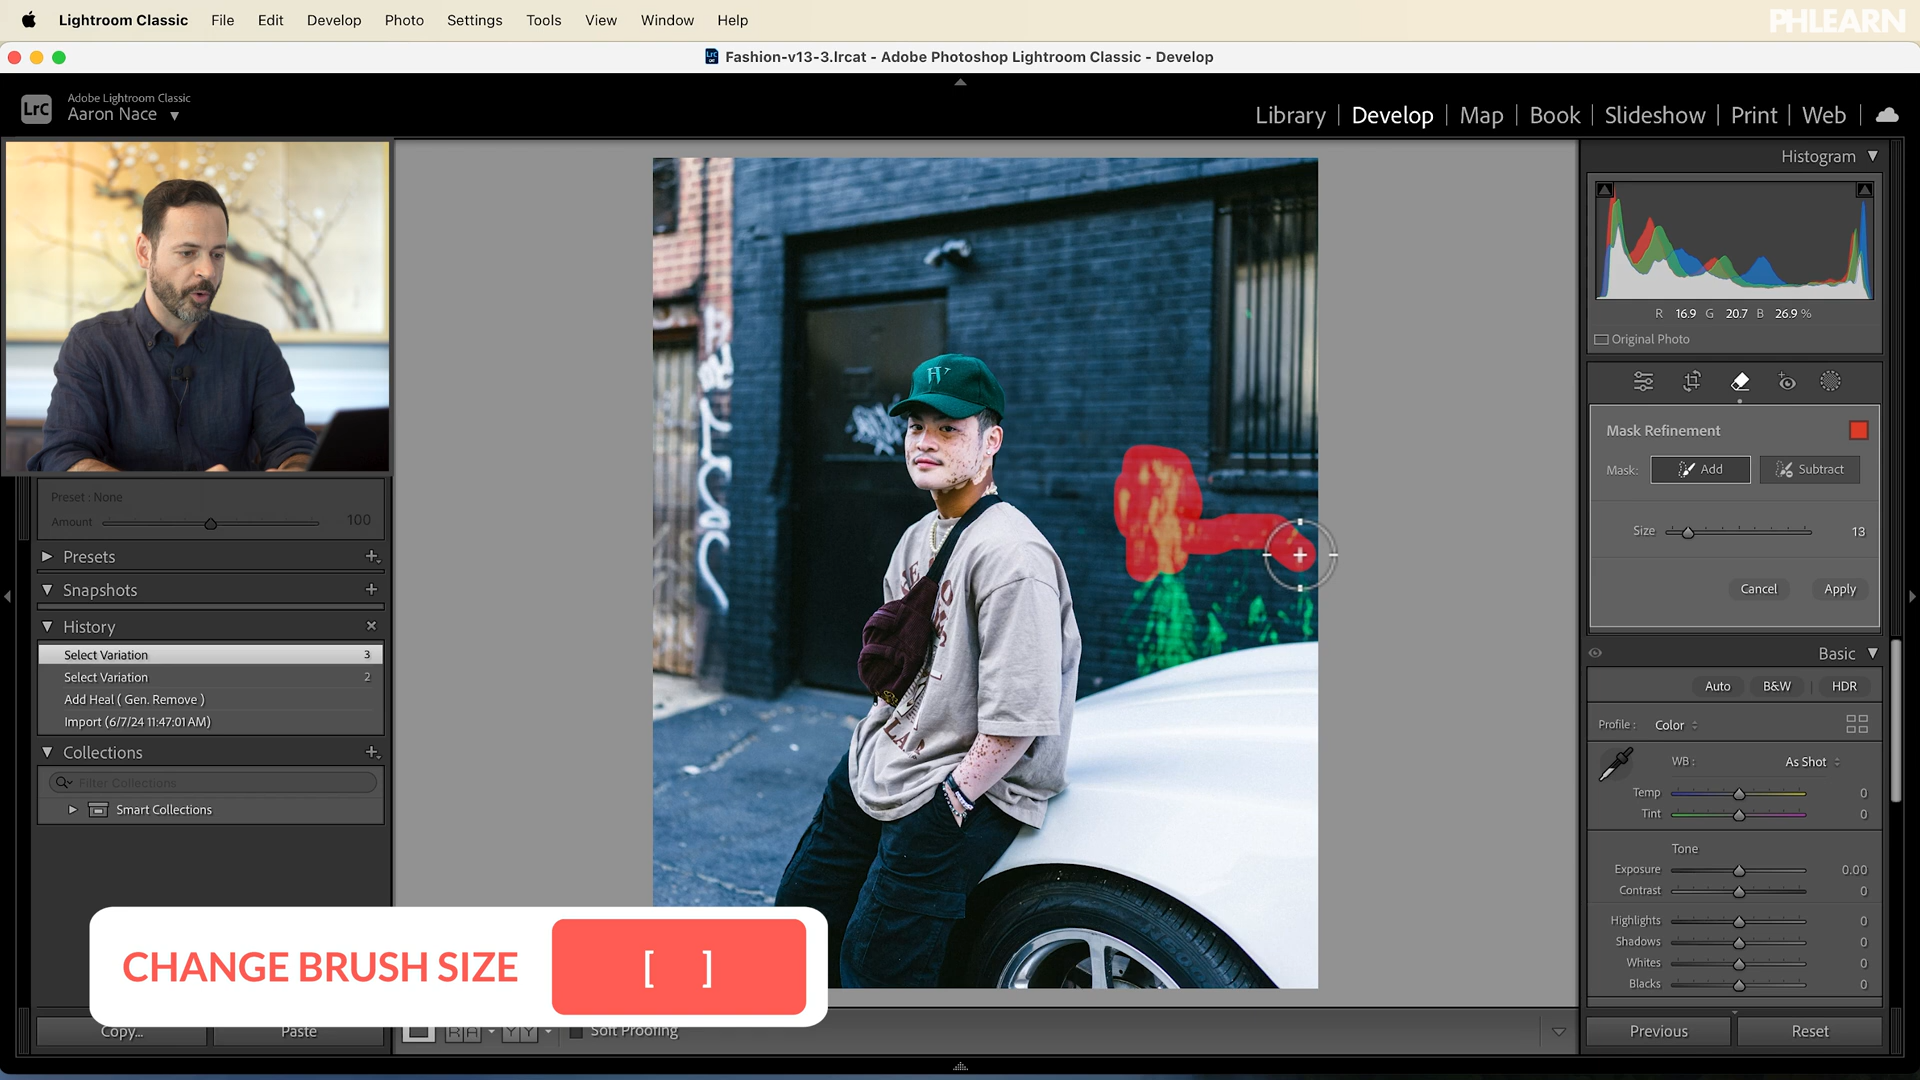 Lightroom Classic File Edit Develop Photo Settings Tools View Window Help
PHLEARN
Fashion-v13-3.lrcat - Adobe Photoshop Lightroom Classic - Develop
LrC
Adobe Lightroom Classic
Aaron Nace
Library | Develop | Map | Book | Slideshow | Print | Web
Histogram
R 16.9 G 20.7 B 26.9 %
Original Photo
Mask Refinement
Mask: Add Subtract
Size 13
Cancel Apply
Basic
Auto B&W HDR
Profile : Color
WB : As Shot
Temp 0
Tint 0
Tone
Exposure 0.00
Contrast 0
Highlights 0
Shadows 0
Whites 0
Blacks 0
Previous Reset
Preset : None
Amount 100
Presets
Snapshots
History
Select Variation 3
Select Variation 2
Add Heal ( Gen. Remove )
Import (6/7/24 11:47:01 AM)
Collections
Filter Collections
Smart Collections
CHANGE BRUSH SIZE [ ]
Copy... Paste
Soft Proofing